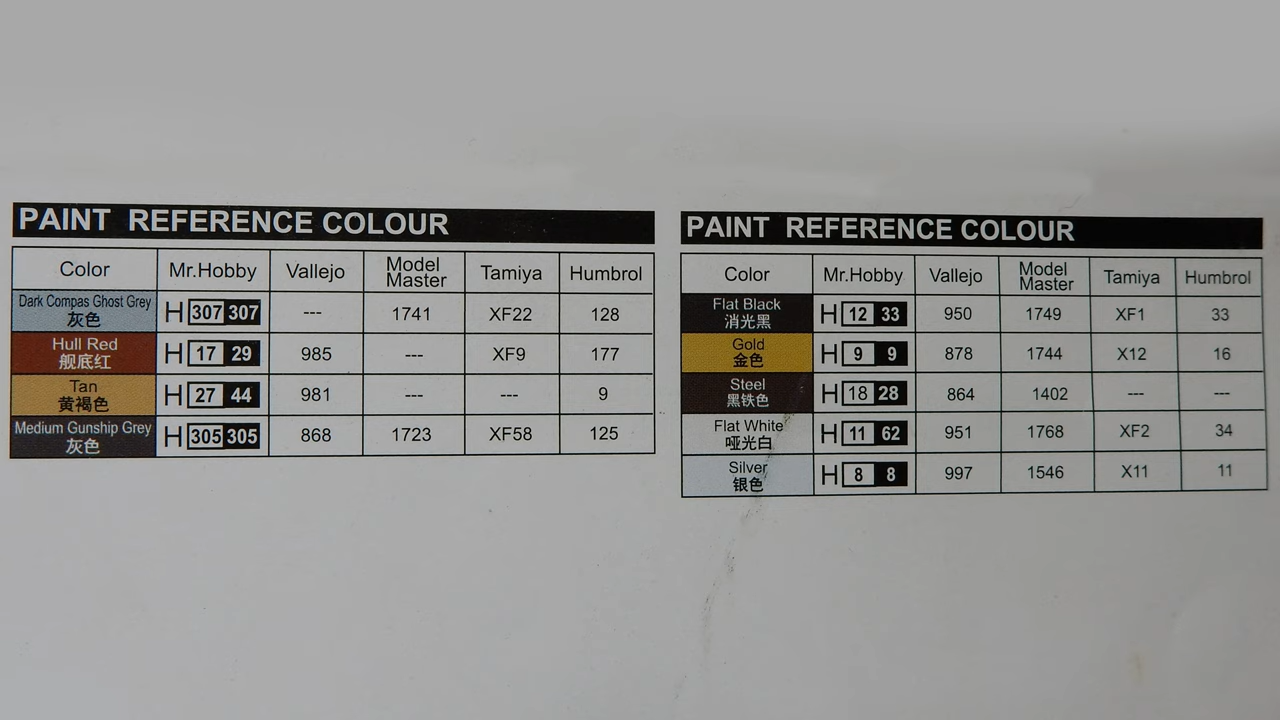 PAINT REFERENCE COLOUR
Color Mr.Hobby Vallejo Model Master Tamiya Humbrol
Dark Compas Ghost Grey 灰色 H 307 307 --- 1741 XF22 128
Hull Red 舰底红 H 17 29 985 --- XF9 177
Tan 黄褐色 H 27 44 981 --- --- 9
Medium Gunship Grey 灰色 H 305 305 868 1723 XF58 125
PAINT REFERENCE COLOUR
Color Mr.Hobby Vallejo Model Master Tamiya Humbrol
Flat Black 消光黑 H 12 33 950 1749 XF1 33
Gold 金色 H 9 9 878 1744 X12 16
Steel 黑铁色 H 18 28 864 1402 --- ---
Flat White 哑光白 H 11 62 951 1768 XF2 34
Silver 银色 H 8 8 997 1546 X11 11